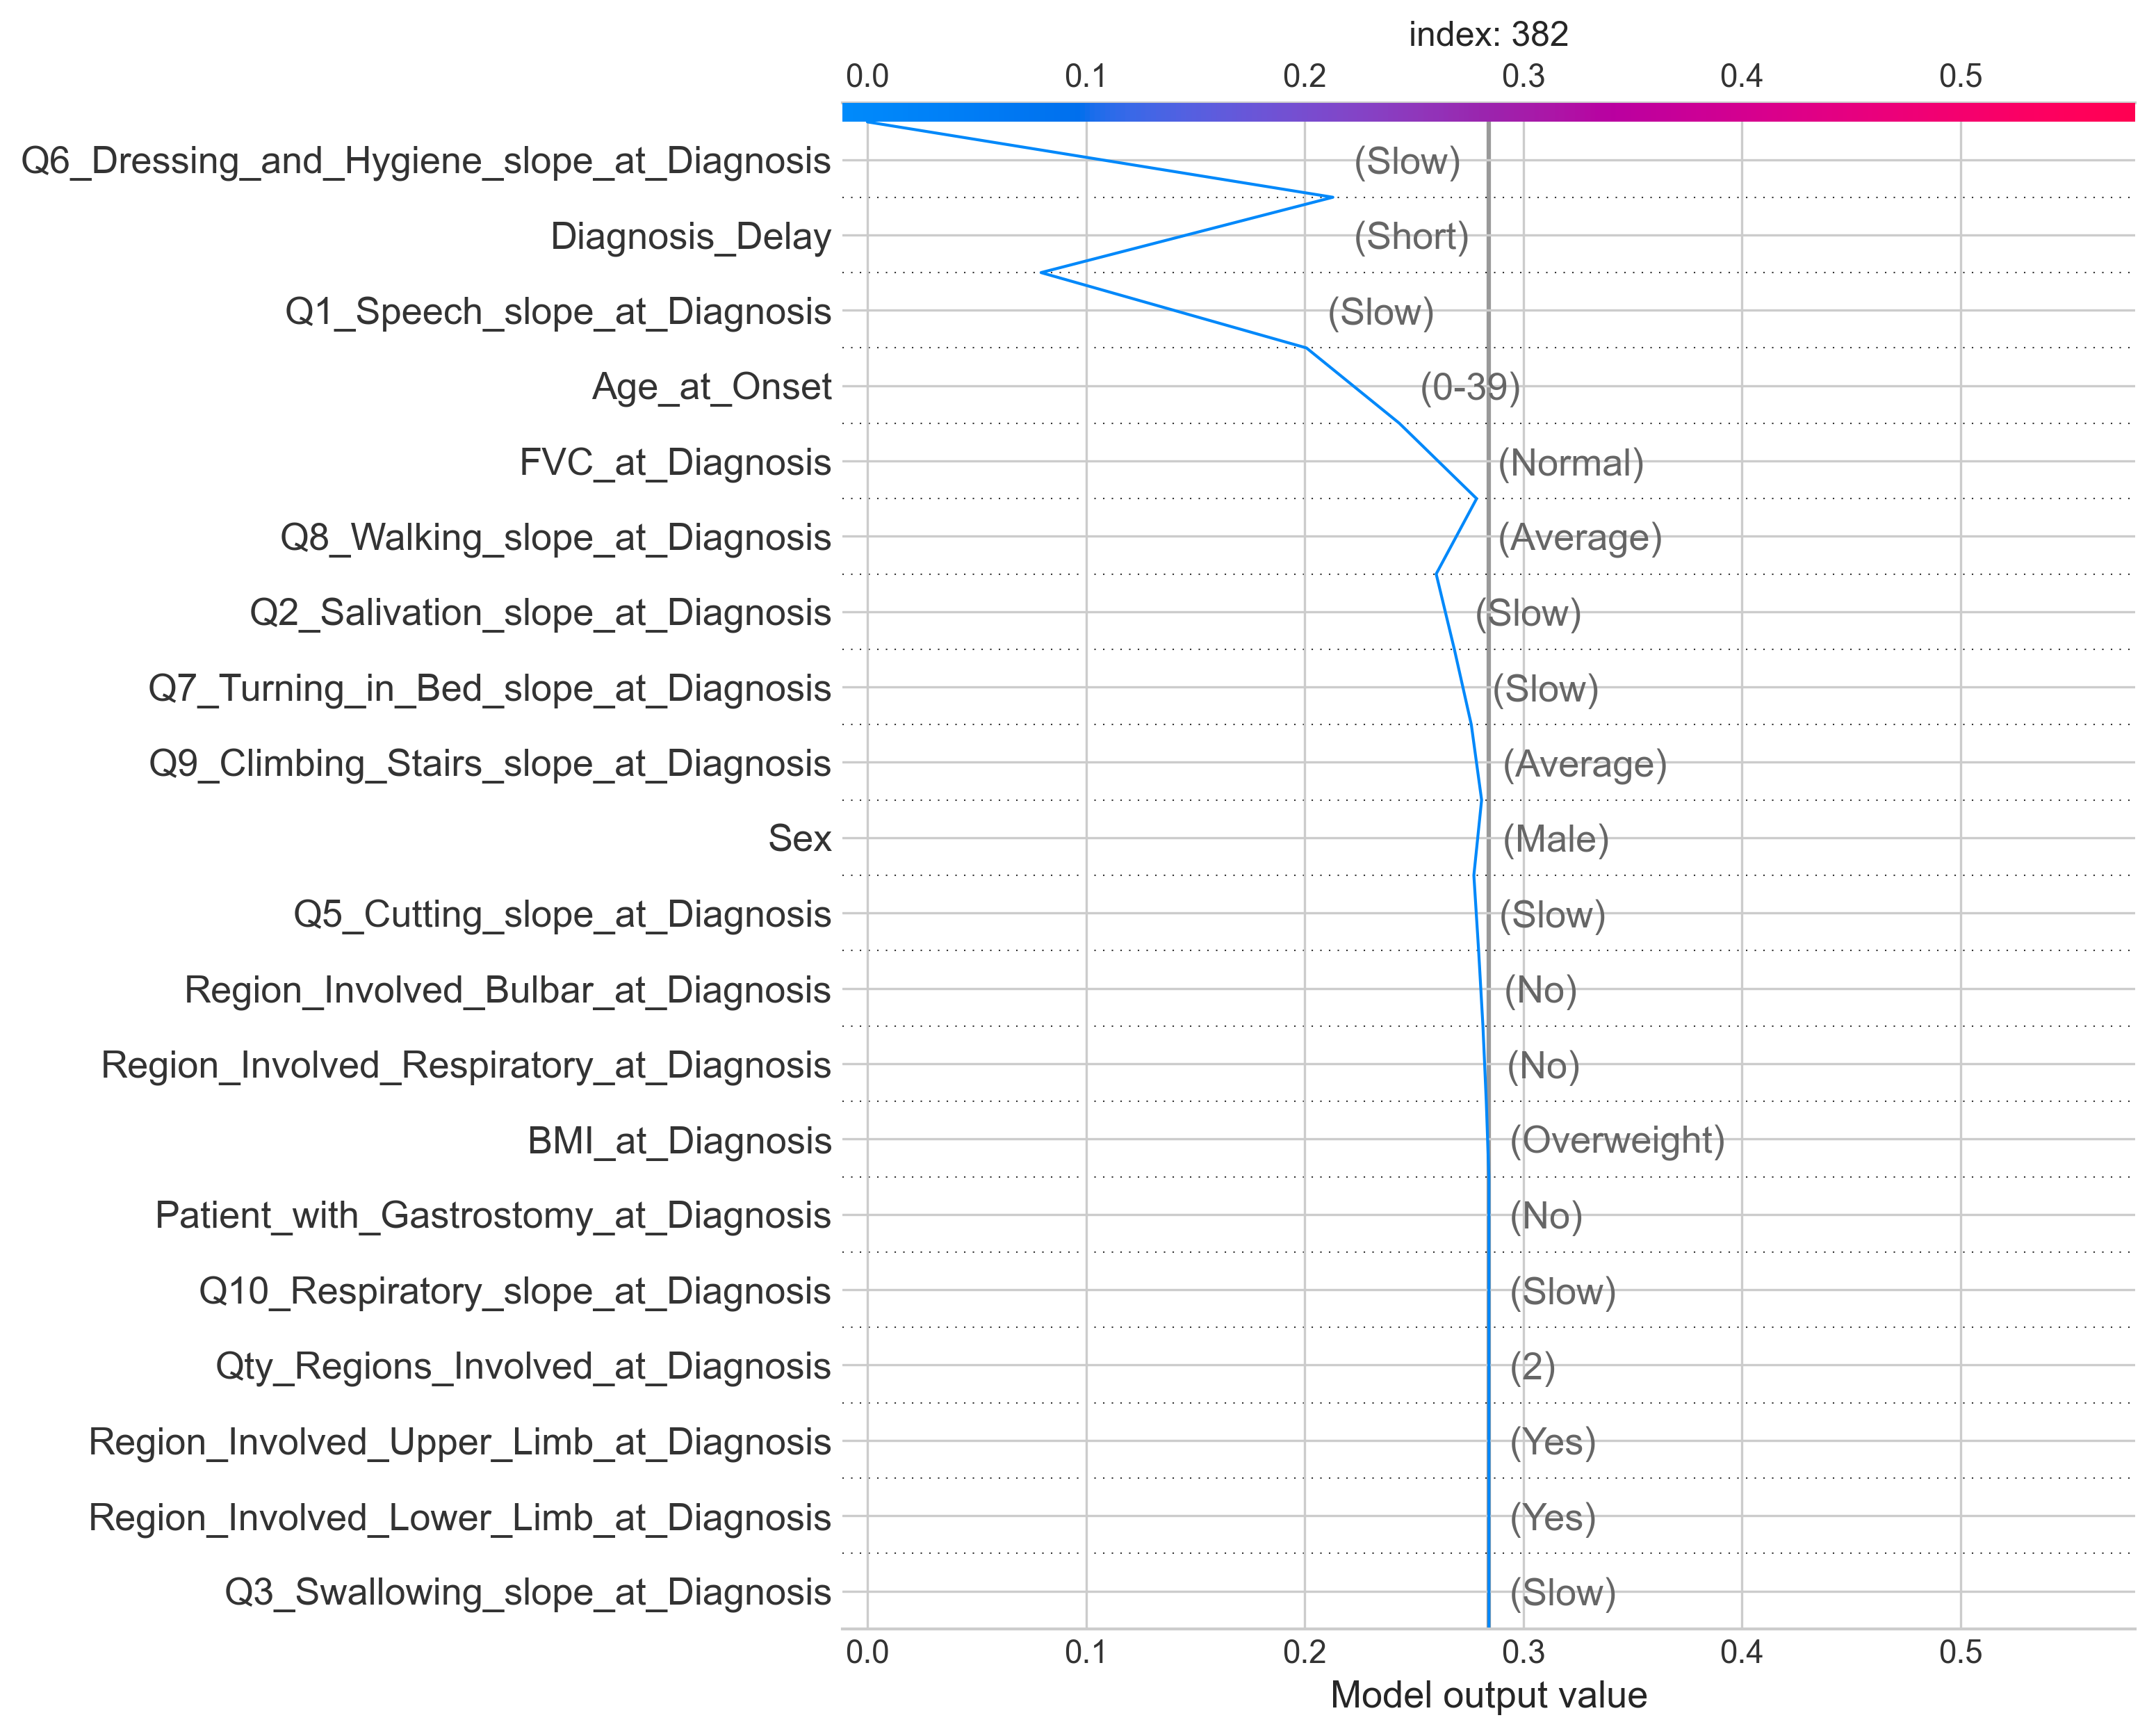 index: 382
0.0 0.1 0.2 0.3 0.4 0.5
Q6_Dressing_and_Hygiene_slope_at_Diagnosis (Slow)
Diagnosis_Delay (Short)
Q1_Speech_slope_at_Diagnosis (Slow)
Age_at_Onset (0-39)
FVC_at_Diagnosis (Normal)
Q8_Walking_slope_at_Diagnosis (Average)
Q2_Salivation_slope_at_Diagnosis (Slow)
Q7_Turning_in_Bed_slope_at_Diagnosis (Slow)
Q9_Climbing_Stairs_slope_at_Diagnosis (Average)
Sex (Male)
Q5_Cutting_slope_at_Diagnosis (Slow)
Region_Involved_Bulbar_at_Diagnosis (No)
Region_Involved_Respiratory_at_Diagnosis (No)
BMI_at_Diagnosis (Overweight)
Patient_with_Gastrostomy_at_Diagnosis (No)
Q10_Respiratory_slope_at_Diagnosis (Slow)
Qty_Regions_Involved_at_Diagnosis (2)
Region_Involved_Upper_Limb_at_Diagnosis (Yes)
Region_Involved_Lower_Limb_at_Diagnosis (Yes)
Q3_Swallowing_slope_at_Diagnosis (Slow)
0.0 0.1 0.2 0.3 0.4 0.5
Model output value